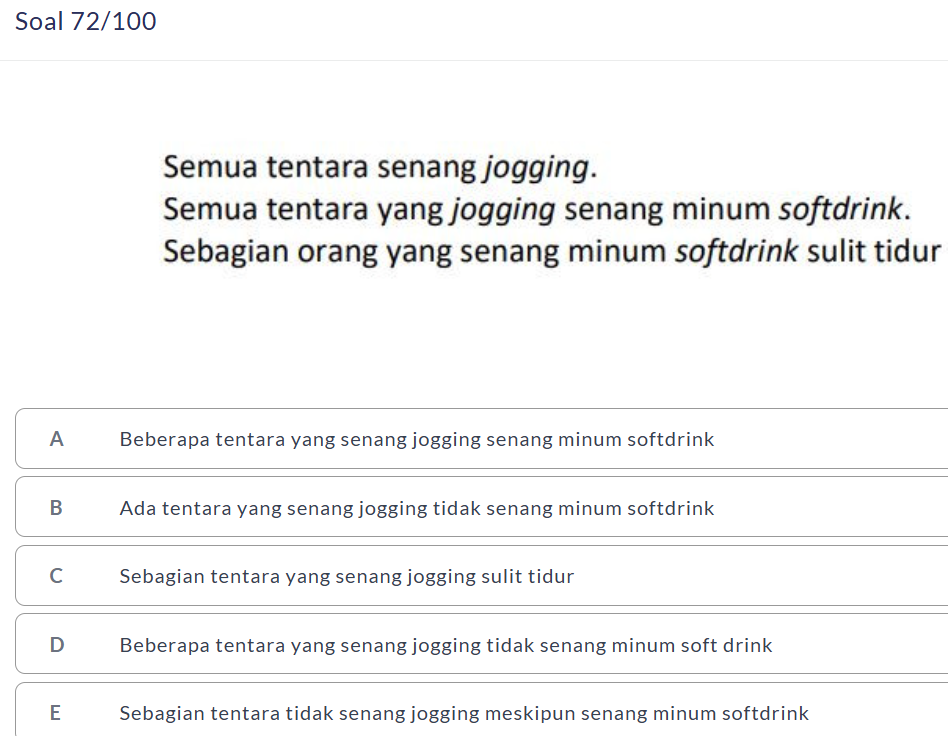 Soal 72/100
Semua tentara senang jogging.
Semua tentara yang jogging senang minum softdrink.
Sebagian orang yang senang minum softdrink sulit tidur
A Beberapa tentara yang senang jogging senang minum softdrink
B Ada tentara yang senang jogging tidak senang minum softdrink
C Sebagian tentara yang senang jogging sulit tidur
D Beberapa tentara yang senang jogging tidak senang minum soft drink
E Sebagian tentara tidak senang jogging meskipun senang minum softdrink